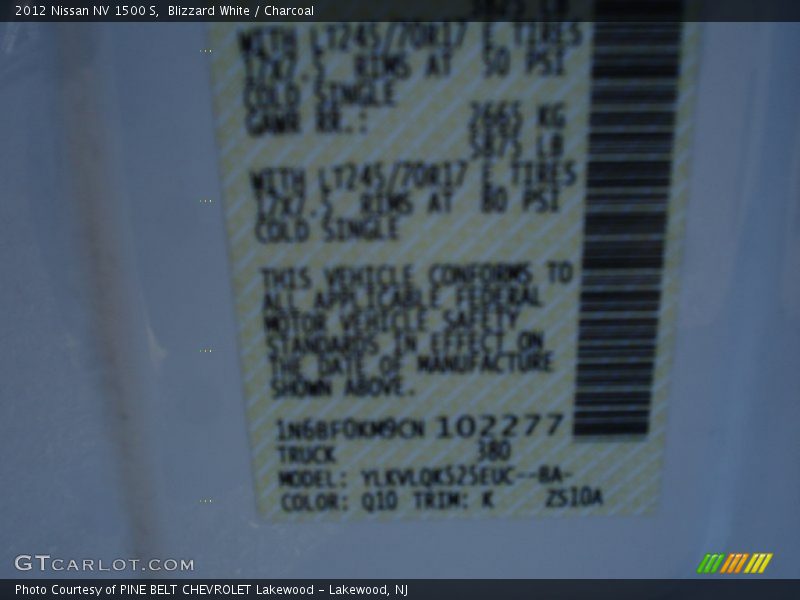 2012 Nissan NV 1500 S, Blizzard White / Charcoal
5825 LB
WITH LT245/70R17 E TIRES
17X7.5 RIMS AT 50 PSI
COLD SINGLE
GAWR RR.: 2665 KG
5875 LB
WITH LT245/70R17 E TIRES
17X7.5 RIMS AT 80 PSI
COLD SINGLE
THIS VEHICLE CONFORMS TO
ALL APPLICABLE FEDERAL
MOTOR VEHICLE SAFETY
STANDARDS IN EFFECT ON
THE DATE OF MANUFACTURE
SHOWN ABOVE.
1N6BF0KM9CN 102277
TRUCK 380
MODEL: YLKVLQKS25EUC--BA-
COLOR: Q10 TRIM: K ZS10A
GTCARLOT.COM
Photo Courtesy of PINE BELT CHEVROLET Lakewood - Lakewood, NJ